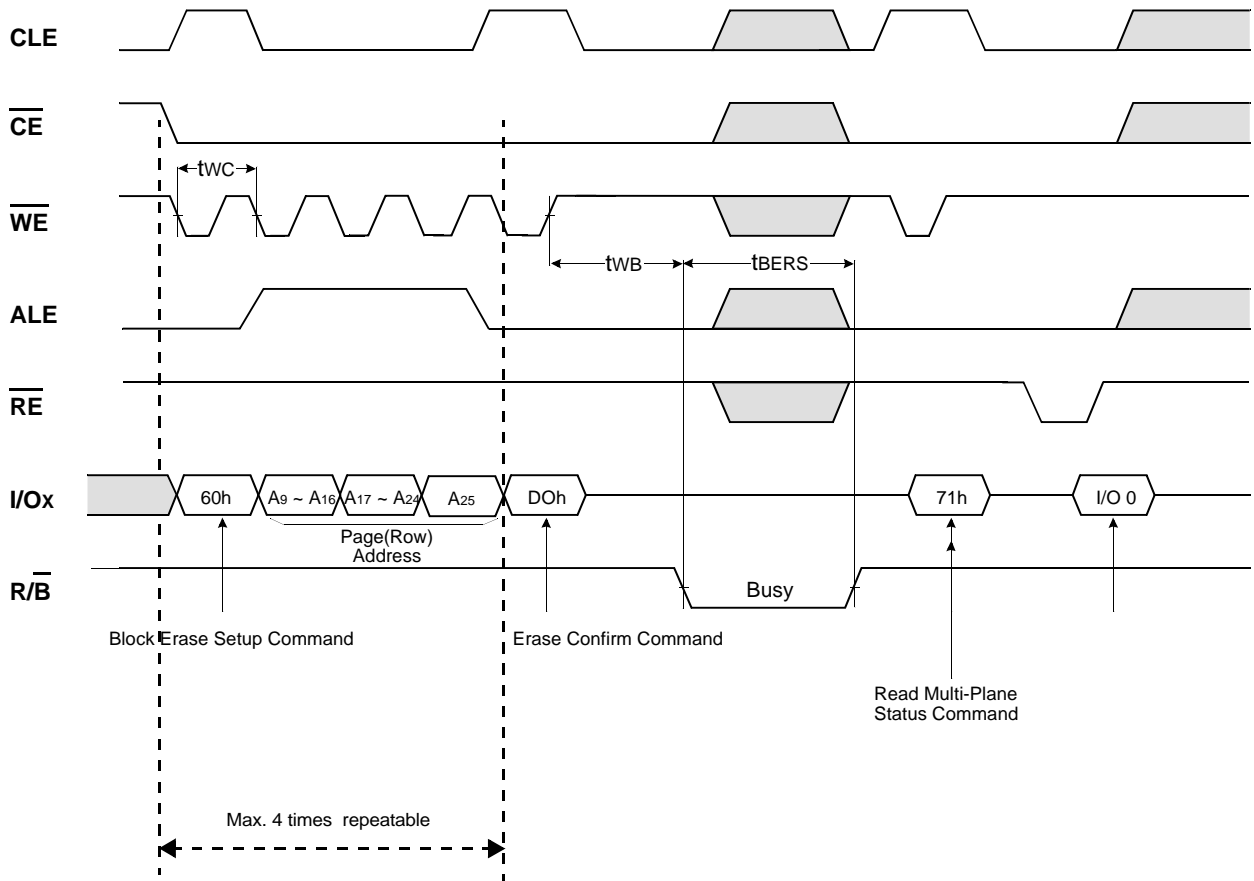 CLE
CE
tWC
WE
tWB
tBERS
ALE
RE
I/Ox
60h
A9 ~ A16
A17 ~ A24
A25
DOh
71h
I/O 0
Page(Row)
Address
R/B
Busy
Block Erase Setup Command
Erase Confirm Command
Read Multi-Plane
Status Command
Max. 4 times repeatable